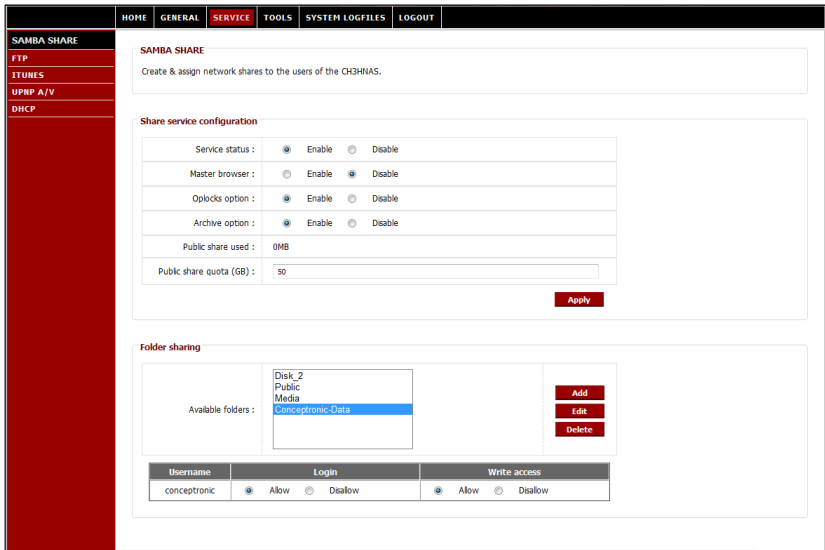 HOME GENERAL SERVICE TOOLS SYSTEM LOGFILES LOGOUT
SAMBA SHARE
FTP
ITUNES
UPNP A/V
DHCP
SAMBA SHARE
Create & assign network shares to the users of the CH3HNAS.
Share service configuration
Service status : Enable Disable
Master browser : Enable Disable
Oplocks option : Enable Disable
Archive option : Enable Disable
Public share used : 0MB
Public share quota (GB) : 50
Apply
Folder sharing
Available folders :
Disk_2
Public
Media
Conceptronic-Data
Add
Edit
Delete
Username Login Write access
conceptronic Allow Disallow Allow Disallow